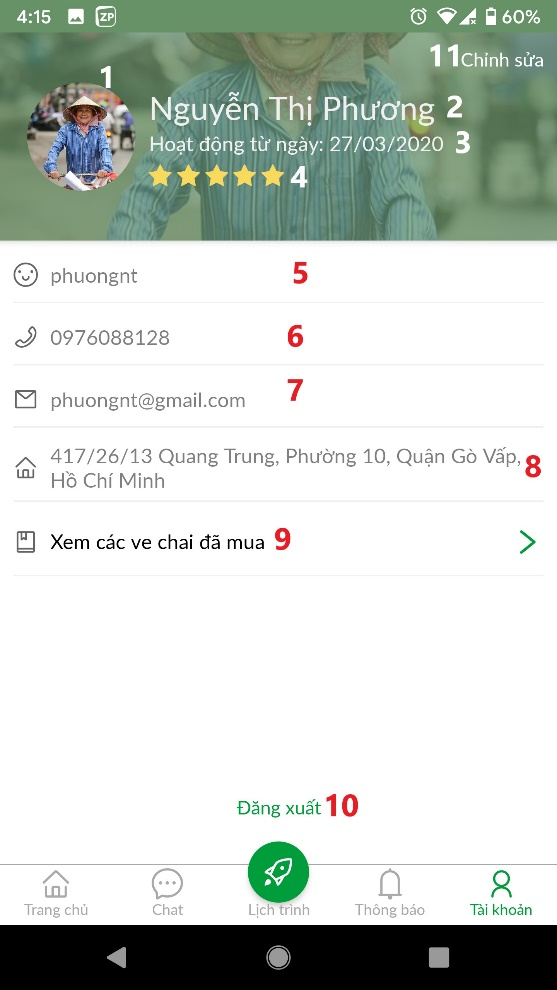 4:15 ZP 60%
11 Chỉnh sửa
1
Nguyễn Thị Phương 2
Hoạt động từ ngày: 27/03/2020 3
4
phuongnt 5
0976088128 6
phuongnt@gmail.com 7
417/26/13 Quang Trung, Phường 10, Quận Gò Vấp, 8
Hồ Chí Minh
Xem các ve chai đã mua 9
Đăng xuất 10
Trang chủ Chat Lịch trình Thông báo Tài khoản